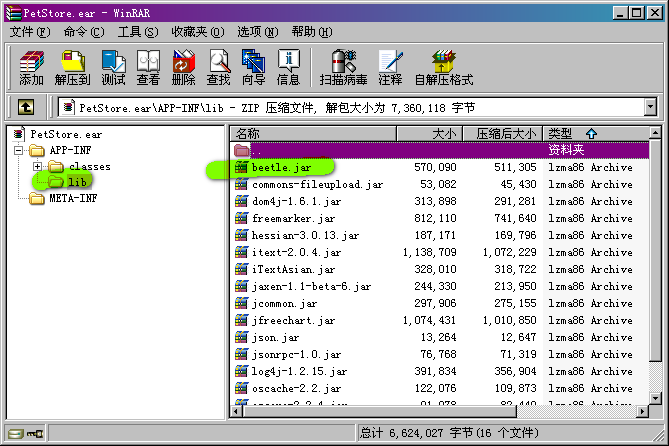 PetStore.ear - WinRAR
文件(F) 命令(C) 工具(S) 收藏夹(O) 选项(N) 帮助(H)
添加 解压到 测试 查看 删除 查找 向导 信息 扫描病毒 注释 自解压格式
PetStore.ear\APP-INF\lib - ZIP 压缩文件, 解包大小为 7,360,118 字节
PetStore.ear
APP-INF
classes
lib
META-INF
名称 大小 压缩后大小 类型
.. 资料夹
beetle.jar 570,090 511,305 lzma86 Archive
commons-fileupload.jar 53,082 45,430 lzma86 Archive
dom4j-1.6.1.jar 313,898 291,281 lzma86 Archive
freemarker.jar 812,110 741,640 lzma86 Archive
hessian-3.0.13.jar 187,171 169,796 lzma86 Archive
itext-2.0.4.jar 1,138,709 1,072,229 lzma86 Archive
iTextAsian.jar 328,010 318,722 lzma86 Archive
jaxen-1.1-beta-6.jar 244,330 213,950 lzma86 Archive
jcommon.jar 297,906 275,155 lzma86 Archive
jfreechart.jar 1,074,431 1,010,850 lzma86 Archive
json.jar 13,264 12,647 lzma86 Archive
jsonrpc-1.0.jar 76,768 71,319 lzma86 Archive
log4j-1.2.15.jar 391,834 356,904 lzma86 Archive
oscache-2.2.jar 122,076 109,873 lzma86 Archive
总计 6,624,027 字节(16 个文件)